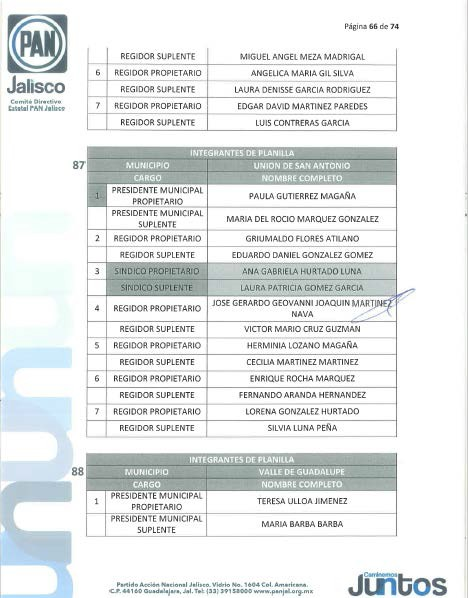 Página 66 de 74
PAN
Jalisco
Comité Directivo
Estatal PAN Jalisco
REGIDOR SUPLENTE MIGUEL ANGEL MEZA MADRIGAL
6 REGIDOR PROPIETARIO ANGELICA MARIA GIL SILVA
REGIDOR SUPLENTE LAURA DENISSE GARCIA RODRIGUEZ
7 REGIDOR PROPIETARIO EDGAR DAVID MARTINEZ PAREDES
REGIDOR SUPLENTE LUIS CONTRERAS GARCIA
INTEGRANTES DE PLANILLA
87 MUNICIPIO UNION DE SAN ANTONIO
CARGO NOMBRE COMPLETO
1 PRESIDENTE MUNICIPAL PROPIETARIO PAULA GUTIERREZ MAGAÑA
PRESIDENTE MUNICIPAL SUPLENTE MARIA DEL ROCIO MARQUEZ GONZALEZ
2 REGIDOR PROPIETARIO GRIUMALDO FLORES ATILANO
REGIDOR SUPLENTE EDUARDO DANIEL GONZALEZ GOMEZ
3 SINDICO PROPIETARIO ANA GABRIELA HURTADO LUNA
SINDICO SUPLENTE LAURA PATRICIA GOMEZ GARCIA
4 REGIDOR PROPIETARIO JOSE GERARDO GEOVANNI JOAQUIN MARTINEZ NAVA
REGIDOR SUPLENTE VICTOR MARIO CRUZ GUZMAN
5 REGIDOR PROPIETARIO HERMINIA LOZANO MAGAÑA
REGIDOR SUPLENTE CECILIA MARTINEZ MARTINEZ
6 REGIDOR PROPIETARIO ENRIQUE ROCHA MARQUEZ
REGIDOR SUPLENTE FERNANDO ARANDA HERNANDEZ
7 REGIDOR PROPIETARIO LORENA GONZALEZ HURTADO
REGIDOR SUPLENTE SILVIA LUNA PEÑA
INTEGRANTES DE PLANILLA
88 MUNICIPIO VALLE DE GUADALUPE
CARGO NOMBRE COMPLETO
1 PRESIDENTE MUNICIPAL PROPIETARIO TERESA ULLOA JIMENEZ
PRESIDENTE MUNICIPAL SUPLENTE MARIA BARBA BARBA
Partido Acción Nacional Jalisco. Vidrio No. 1604 Col. Americana.
C.P. 44160 Guadalajara, Jal. Tel: (33) 39158000 www.panjal.org.mx
Caminemos
Juntos